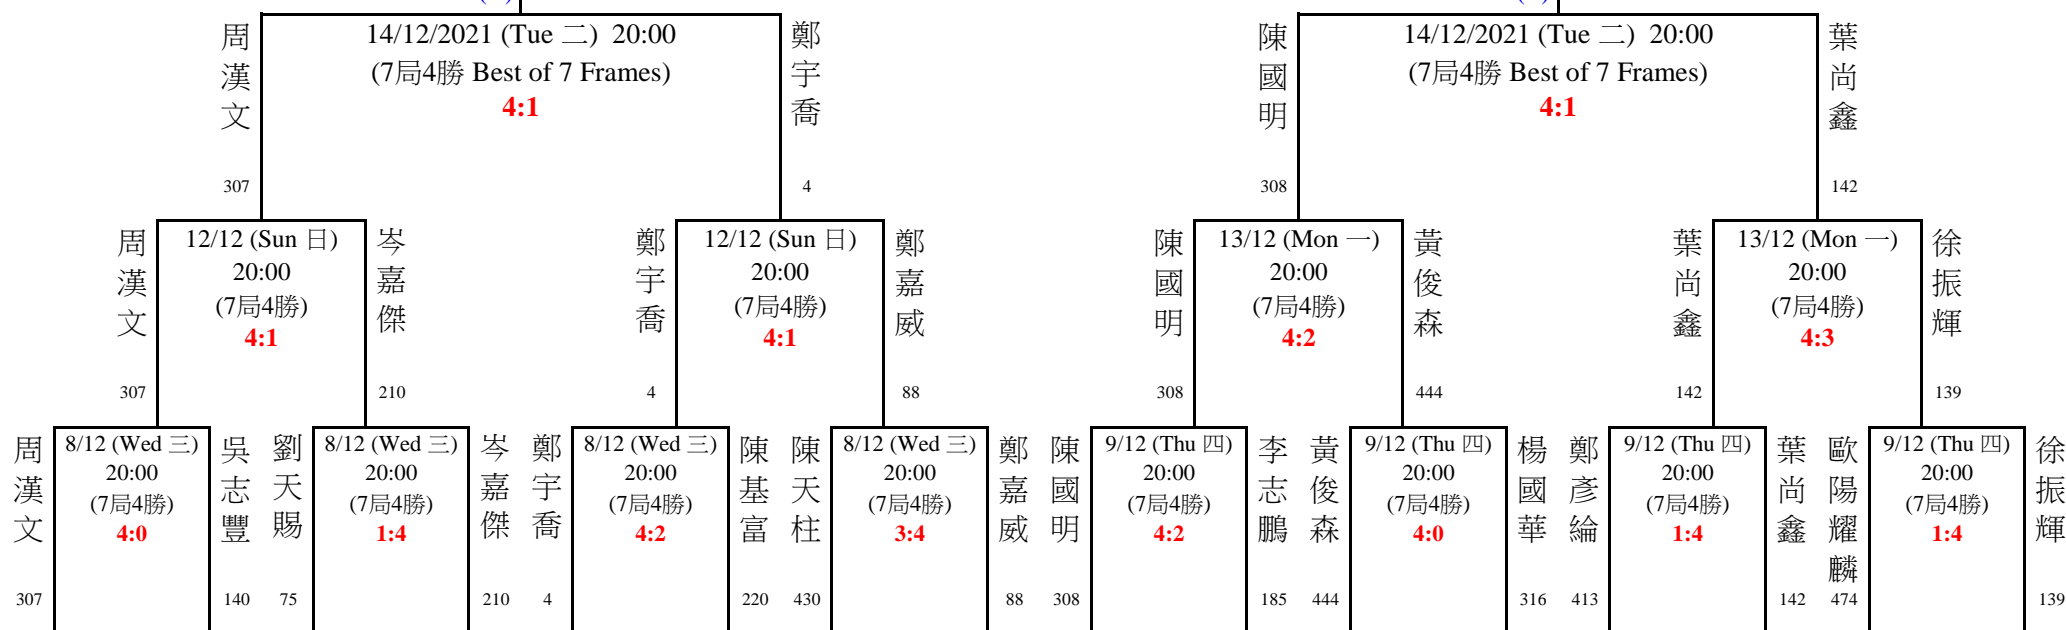 周漢文
14/12/2021 (Tue 二) 20:00
(7局4勝 Best of 7 Frames)
4:1
鄭宇喬
陳國明
14/12/2021 (Tue 二) 20:00
(7局4勝 Best of 7 Frames)
4:1
葉尚鑫
307
4
308
142
周漢文
12/12 (Sun 日)
20:00
(7局4勝)
4:1
岑嘉傑
鄭宇喬
12/12 (Sun 日)
20:00
(7局4勝)
4:1
鄭嘉威
陳國明
13/12 (Mon 一)
20:00
(7局4勝)
4:2
黃俊森
葉尚鑫
13/12 (Mon 一)
20:00
(7局4勝)
4:3
徐振輝
307
210
4
88
308
444
142
139
周漢文
8/12 (Wed 三)
20:00
(7局4勝)
4:0
吳志豐
劉天賜
8/12 (Wed 三)
20:00
(7局4勝)
1:4
岑嘉傑
鄭宇喬
8/12 (Wed 三)
20:00
(7局4勝)
4:2
陳基富
陳天柱
8/12 (Wed 三)
20:00
(7局4勝)
3:4
鄭嘉威
陳國明
9/12 (Thu 四)
20:00
(7局4勝)
4:2
李志鵬
黃俊森
9/12 (Thu 四)
20:00
(7局4勝)
4:0
楊國華
鄭彥綸
9/12 (Thu 四)
20:00
(7局4勝)
1:4
葉尚鑫
歐陽耀麟
9/12 (Thu 四)
20:00
(7局4勝)
1:4
徐振輝
307
140
75
210
4
220
430
88
308
185
444
316
413
142
474
139